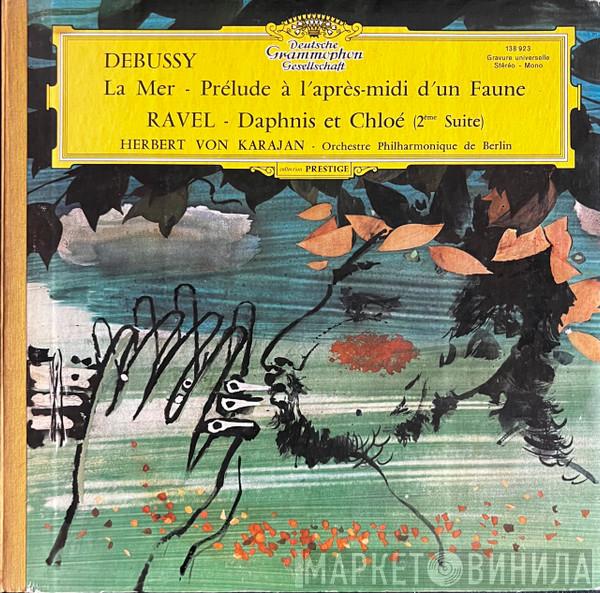 Deutsche
Grammophon
Gesellschaft
138 923
Gravure universelle
Stéréo - Mono
DEBUSSY
La Mer - Prélude à l'après-midi d'un Faune
RAVEL - Daphnis et Chloé (2ème Suite)
HERBERT VON KARAJAN - Orchestre Philharmonique de Berlin
collection PRESTIGE
МАРКЕТ ВИНИЛА